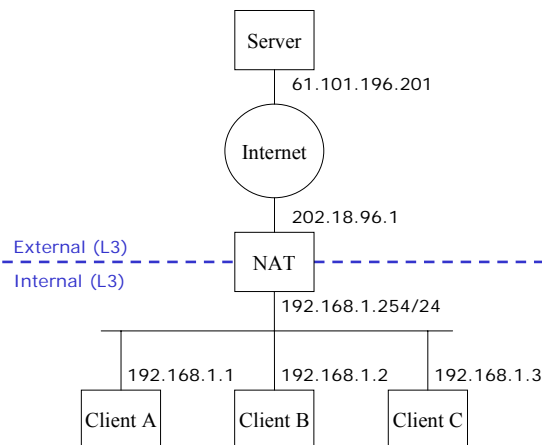 Server
61.101.196.201
Internet
202.18.96.1
External (L3)
NAT
Internal (L3)
192.168.1.254/24
192.168.1.1
192.168.1.2
192.168.1.3
Client A
Client B
Client C